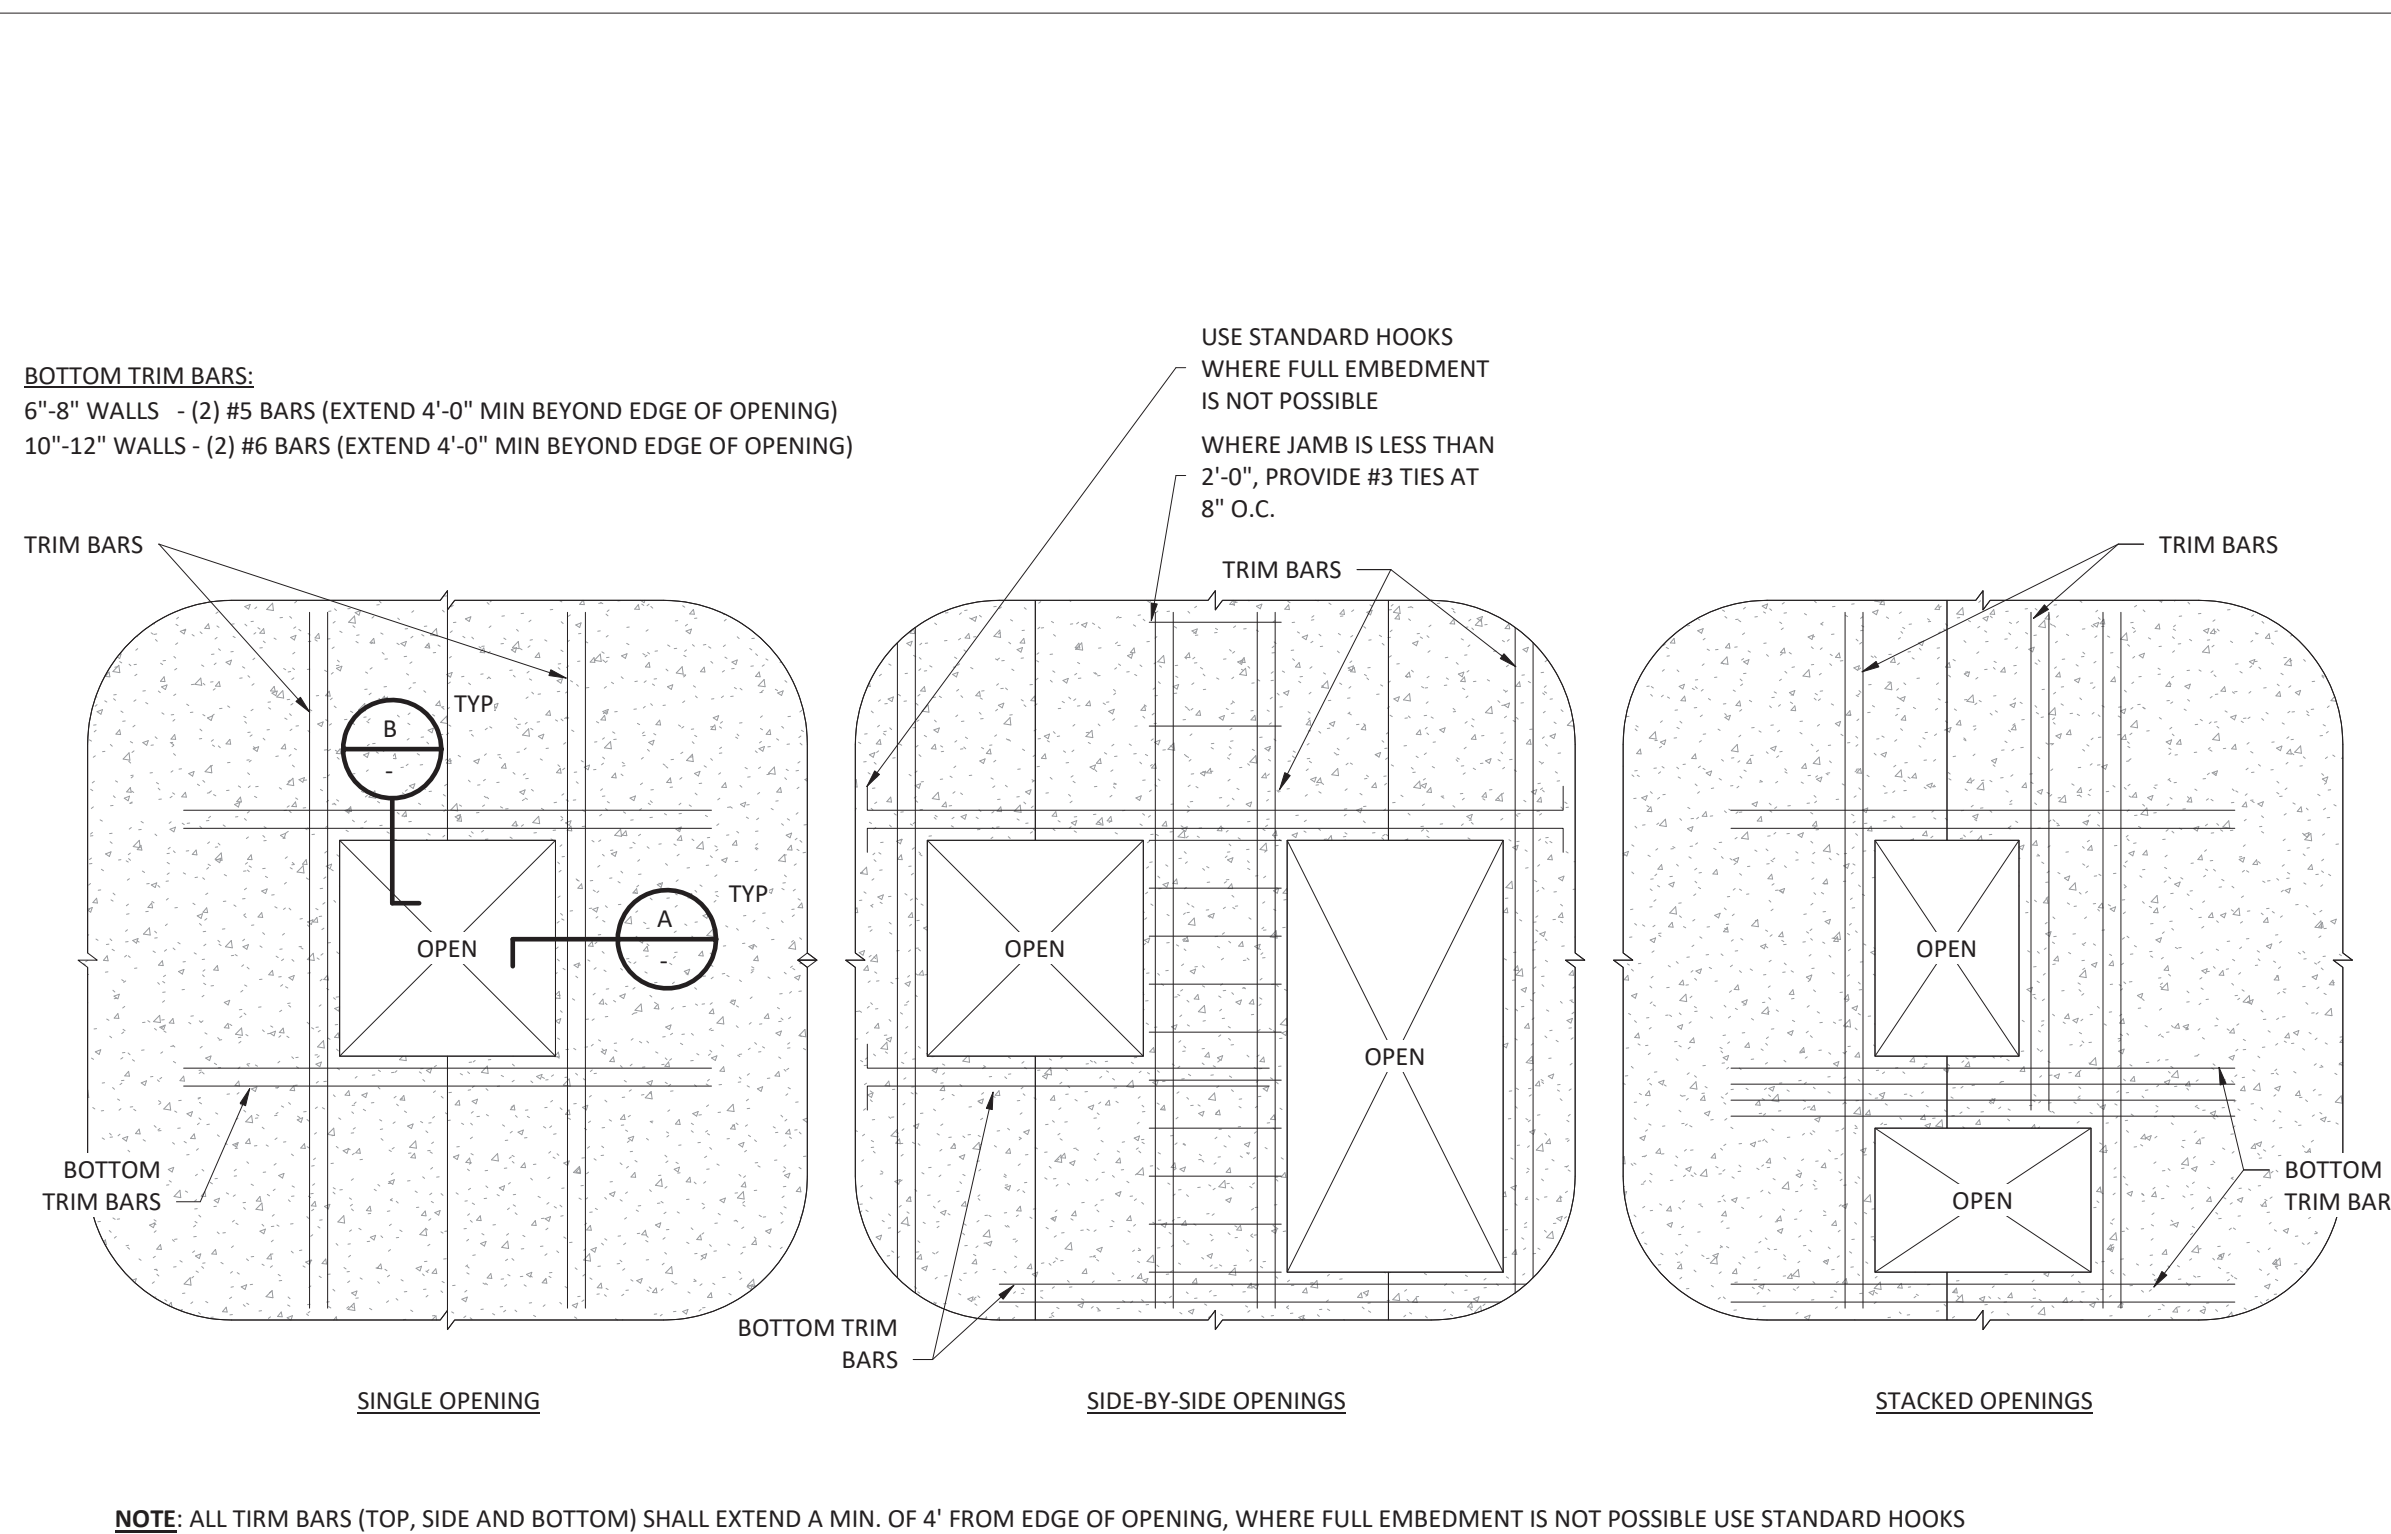 USE STANDARD HOOKS
WHERE FULL EMBEDMENT
IS NOT POSSIBLE
BOTTOM TRIM BARS:
6"-8" WALLS - (2) #5 BARS (EXTEND 4'-0" MIN BEYOND EDGE OF OPENING)
10"-12" WALLS - (2) #6 BARS (EXTEND 4'-0" MIN BEYOND EDGE OF OPENING)
WHERE JAMB IS LESS THAN
2'-0", PROVIDE #3 TIES AT
8" O.C.
TRIM BARS
TRIM BARS
TRIM BARS
B
-
TYP
A
-
TYP
OPEN
OPEN
OPEN
OPEN
OPEN
BOTTOM
TRIM BARS
BOTTOM TRIM
BARS
BOTTOM
TRIM BAR
SINGLE OPENING
SIDE-BY-SIDE OPENINGS
STACKED OPENINGS
NOTE: ALL TIRM BARS (TOP, SIDE AND BOTTOM) SHALL EXTEND A MIN. OF 4' FROM EDGE OF OPENING, WHERE FULL EMBEDMENT IS NOT POSSIBLE USE STANDARD HOOKS